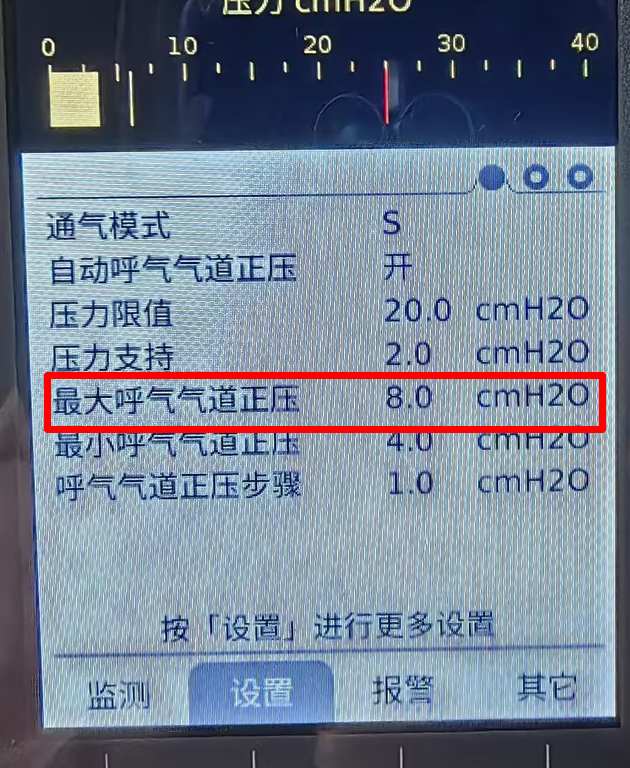 压力 cmH2O
0 10 20 30 40
通气模式 S
自动呼气气道正压 开
压力限值 20.0 cmH2O
压力支持 2.0 cmH2O
最大呼气气道正压 8.0 cmH2O
最小呼气气道正压 4.0 cmH2O
呼气气道正压步骤 1.0 cmH2O
按「设置」进行更多设置
监测 设置 报警 其它